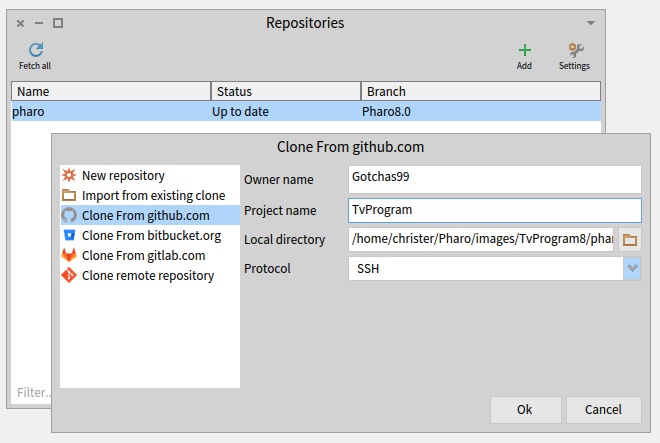 Repositories
Fetch all
Add
Settings
Name Status Branch
pharo Up to date Pharo8.0
Clone From github.com
New repository
Import from existing clone
Clone From github.com
Clone From bitbucket.org
Clone From gitlab.com
Clone remote repository
Owner name Gotchas99
Project name TvProgram
Local directory /home/christer/Pharo/images/TvProgram8/phar
Protocol SSH
Filter..
Ok
Cancel